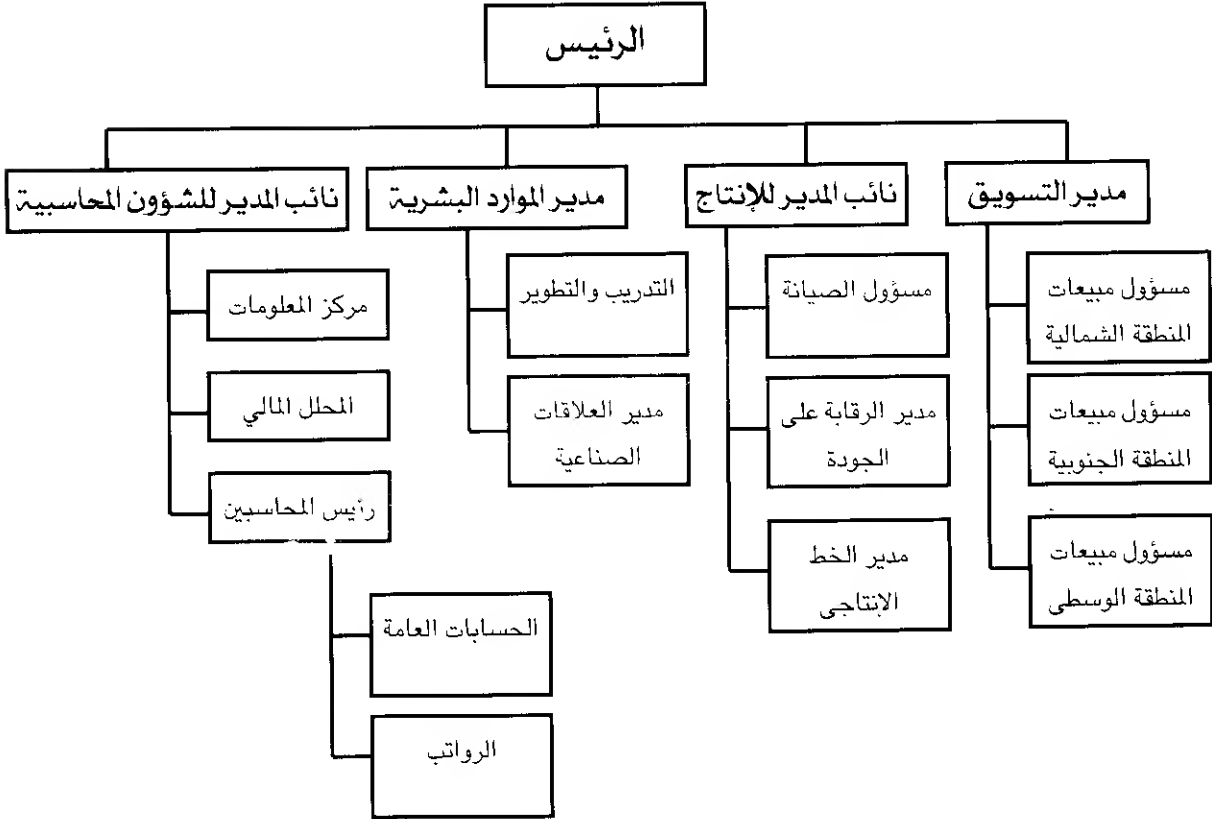 الرئيس
مدير التسويق
نائب المدير للإنتاج
مدير الموارد البشرية
نائب المدير للشؤون المحاسبية
مسؤول مبيعات
المنطقة الشمالية
مسؤول مبيعات
المنطقة الجنوبية
مسؤول مبيعات
المنطقة الوسطى
مسؤول الصيانة
مدير الرقابة على
الجودة
مدير الخط
الإنتاجى
التدريب والتطوير
مدير العلاقات
الصناعية
مركز المعلومات
المحلل المالي
رئيس المحاسبين
الحسابات العامة
الرواتب